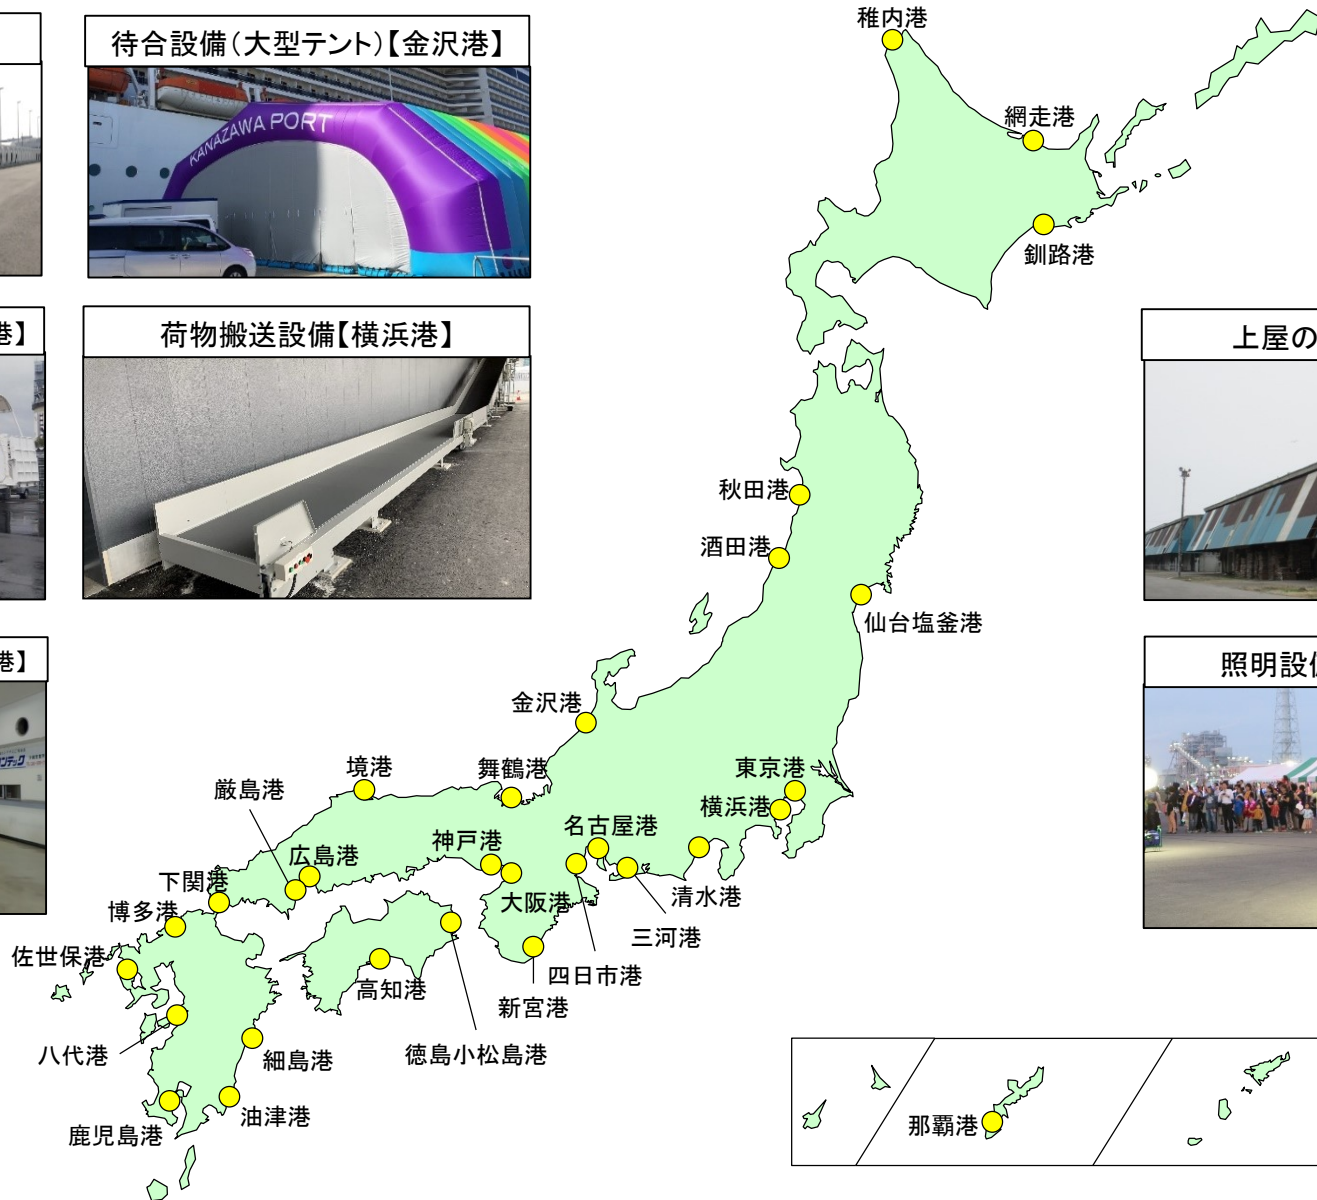 待合設備（大型テント）【金沢港】
KANAZAWA PORT
港】
荷物搬送設備【横浜港】
港】
上屋の
照明設備
稚内港
網走港
釧路港
秋田港
酒田港
仙台塩釜港
金沢港
境港
舞鶴港
東京港
厳島港
横浜港
名古屋港
神戸港
広島港
下関港
清水港
大阪港
博多港
三河港
佐世保港
四日市港
高知港
新宮港
八代港
細島港
徳島小松島港
油津港
鹿児島港
那覇港